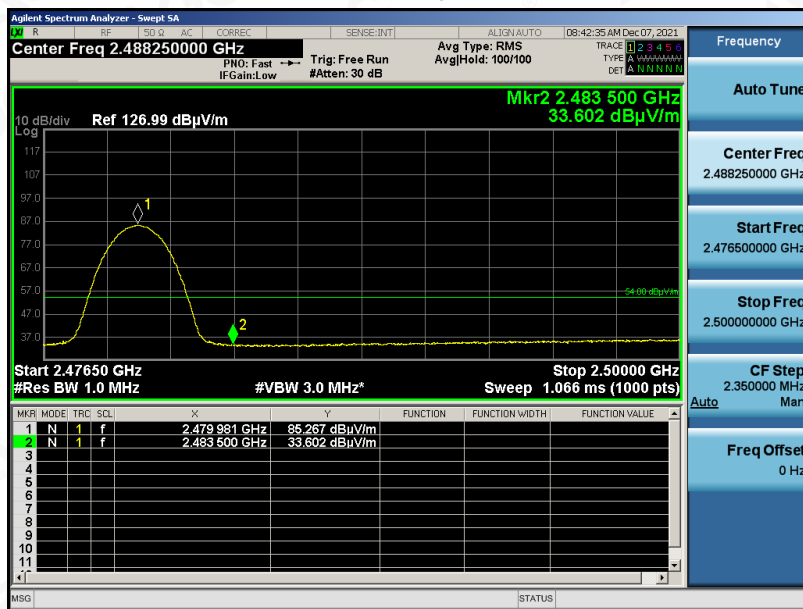 Agilent Spectrum Analyzer - Swept SA
LXI R RF 50 Ω AC CORREC SENSE:INT ALIGN AUTO 08:42:35 AM Dec 07, 2021
Center Freq 2.488250000 GHz
PNO: Fast
IFGain:Low
Trig: Free Run
#Atten: 30 dB
Avg Type: RMS
Avg|Hold: 100/100
TRACE 1 2 3 4 5 6
TYPE A WWWWW
DET A N N N N N
Mkr2 2.483 500 GHz
33.602 dBµV/m
10 dB/div Ref 126.99 dBµV/m
Log
117
107
97.0
87.0
77.0
67.0
57.0
47.0
37.0
1
2
54.00 dBµV/m
Start 2.47650 GHz Stop 2.50000 GHz
#Res BW 1.0 MHz #VBW 3.0 MHz* Sweep 1.066 ms (1000 pts)
MKR MODE TRC SCL X Y FUNCTION FUNCTION WIDTH FUNCTION VALUE
1 N 1 f 2.479 981 GHz 85.267 dBµV/m
2 N 1 f 2.483 500 GHz 33.602 dBµV/m
3
4
5
6
7
8
9
10
11
MSG STATUS
Frequency
Auto Tune
Center Freq
2.488250000 GHz
Start Freq
2.476500000 GHz
Stop Freq
2.500000000 GHz
CF Step
2.350000 MHz
Auto Man
Freq Offset
0 Hz